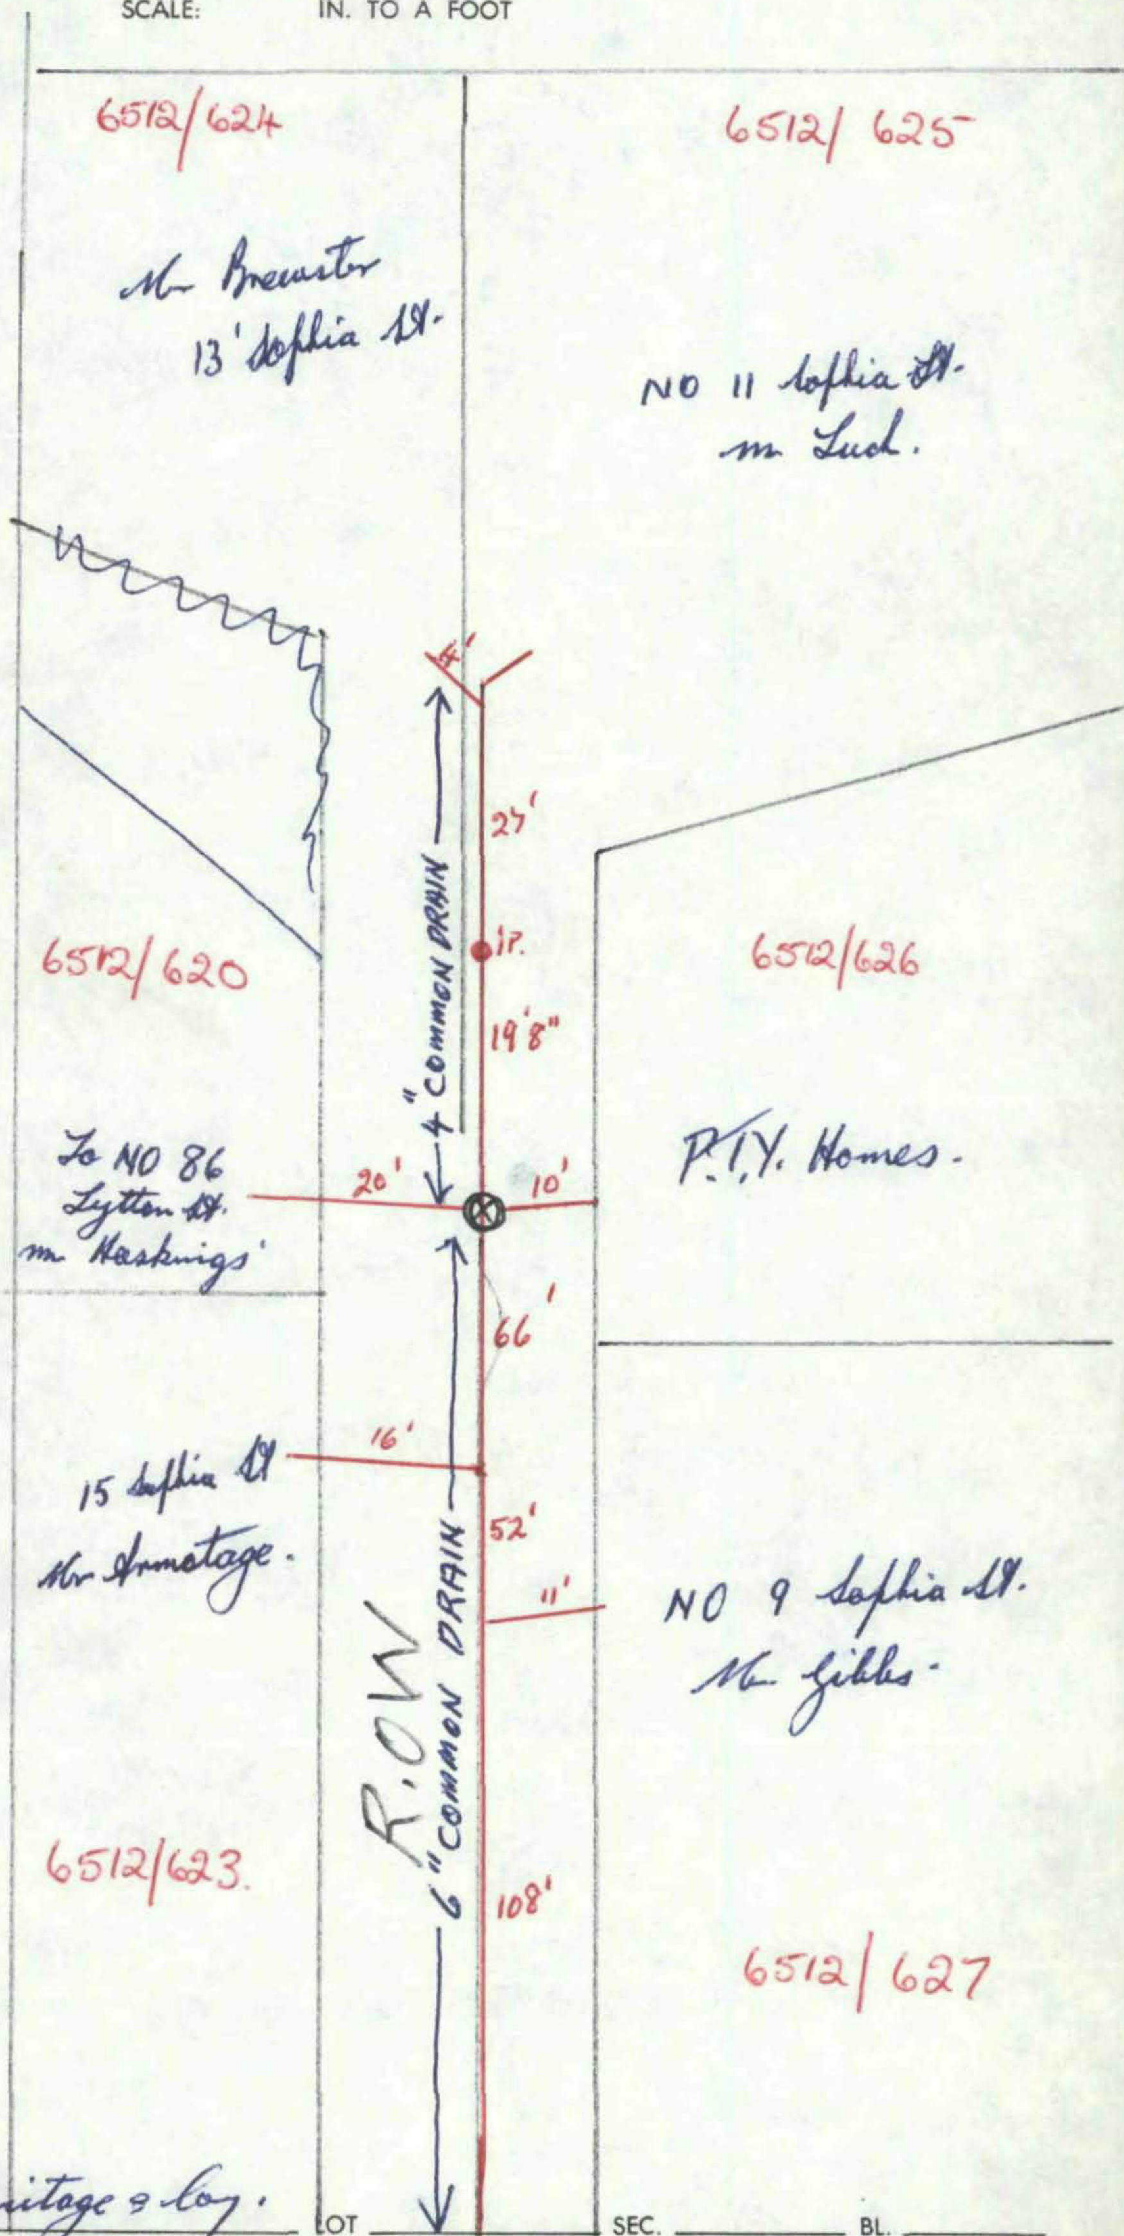 SCALE: IN. TO A FOOT
6512/624
6512/ 625
Mr Brewster
13 Sophia St.
NO 11 Sophia St.
Mr
4'
4" COMMON DRAIN
27'
IP.
19'8"
6512/620
6512/626
To NO 86
Lytton St.
Mr Hoskings
20'
10'
P.T.Y. Homes.
66'
16'
15 Sophia St
Mr Armatage.
52'
11'
NO 9 Sophia St.
Mr Gibbs.
R.OW
6" COMMON DRAIN
6512/623.
108'
6512/ 627
LOT
SEC.
BL.